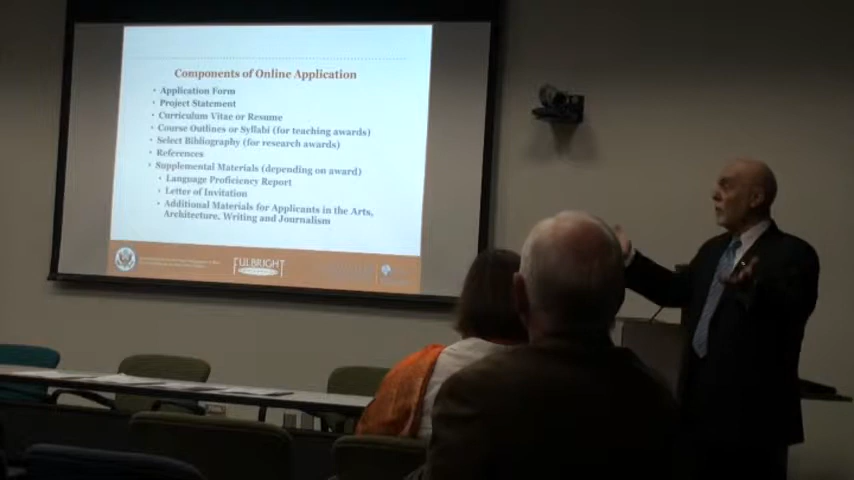 Components of Online Application
• Application Form
• Project Statement
• Curriculum Vitae or Resume
• Course Outlines or Syllabi (for teaching awards)
• Select Bibliography (for research awards)
• References
• Supplemental Materials (depending on award)
• Language Proficiency Report
• Letter of Invitation
• Additional Materials for Applicants in the Arts,
Architecture, Writing and Journalism
FULBRIGHT